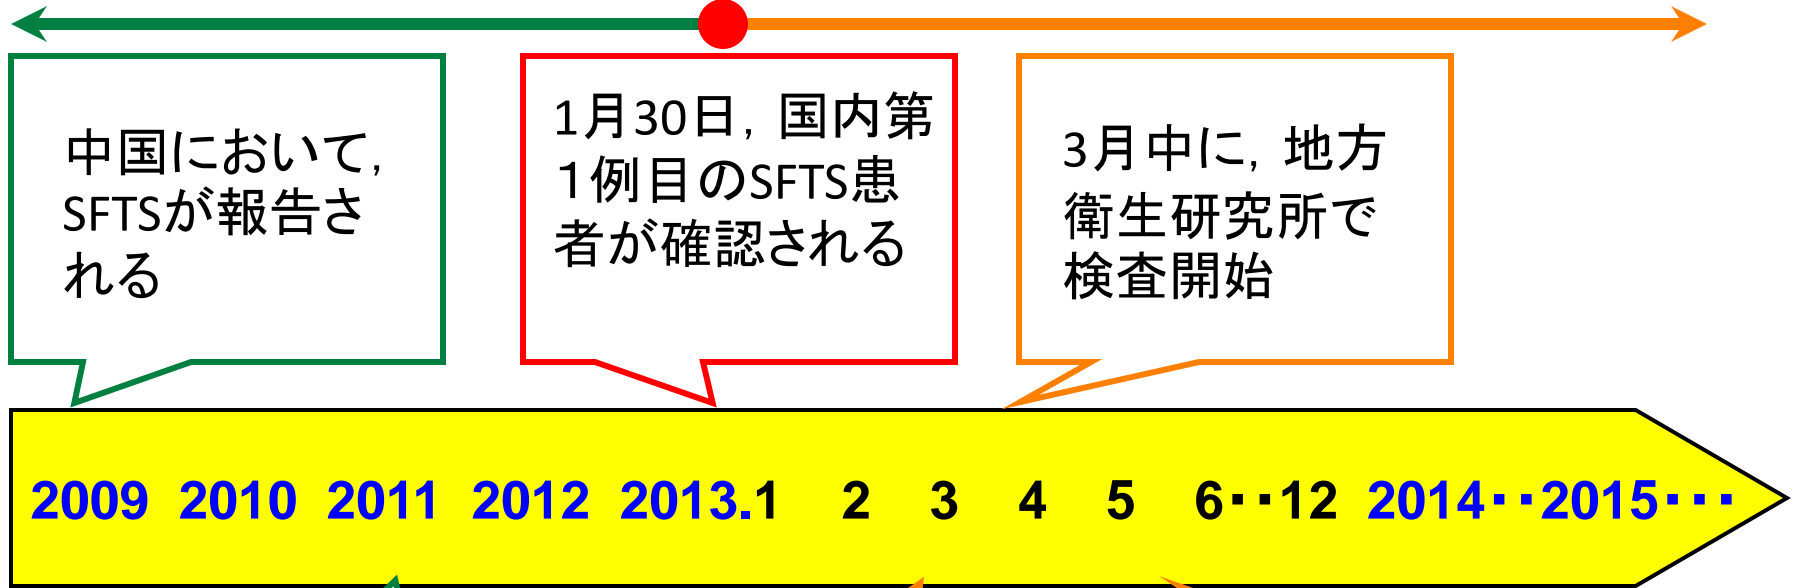 中国において，
SFTSが報告さ
れる
1月30日，国内第
１例目のSFTS患
者が確認される
3月中に，地方
衛生研究所で
検査開始
2009 2010 2011 2012 2013.1 2 3 4 5 6・・12 2014・・2015・・・